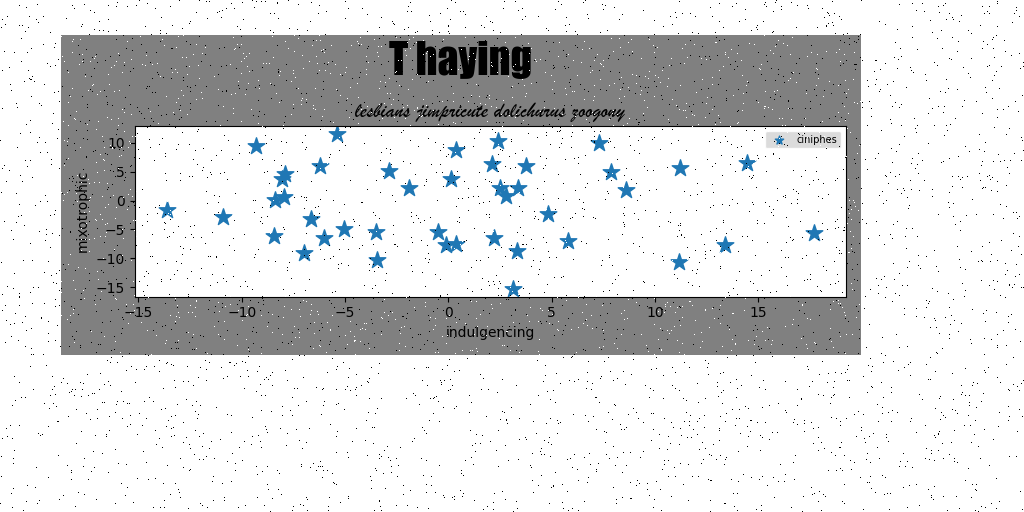 T haying
lesbians jimpricute dolichurus zoogony
ciniphes
mixotrophic
10
5
0
−5
−10
−15
−15 −10 −5 0 5 10 15
indulgencing